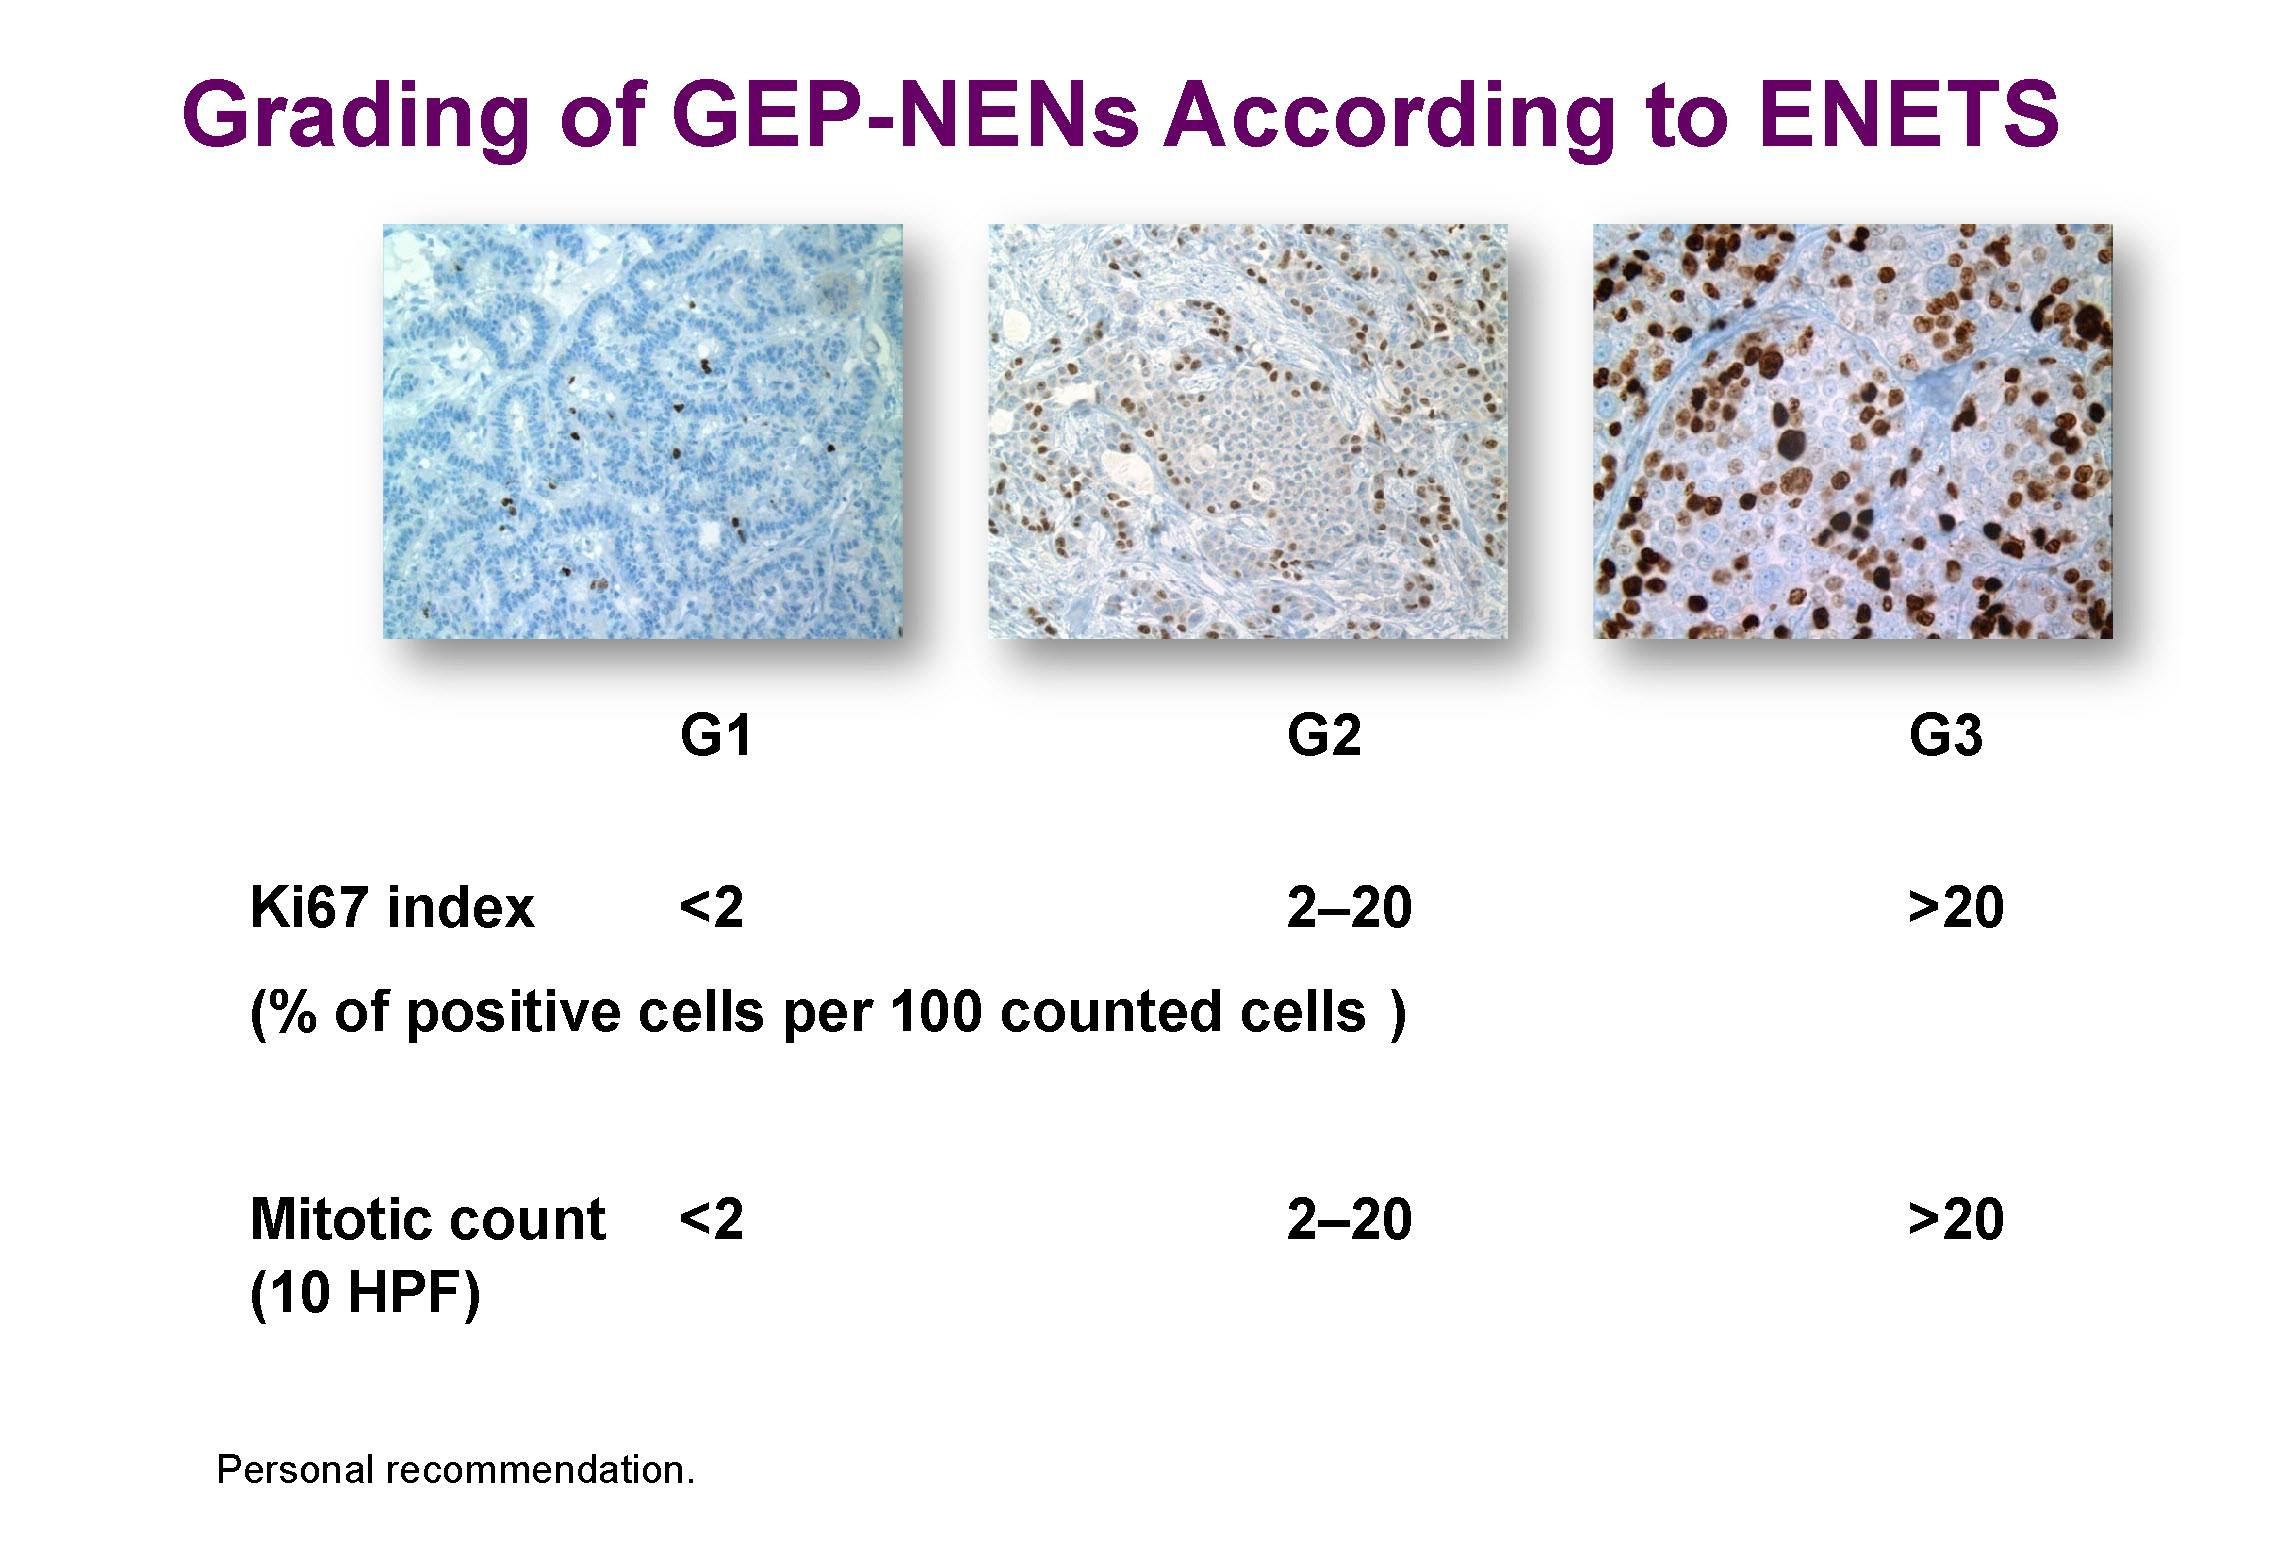 Grading of GEP-NENs According to ENETS
G1 G2 G3
Ki67 index <2 2–20 >20
(% of positive cells per 100 counted cells )
Mitotic count <2 2–20 >20
(10 HPF)
Personal recommendation.